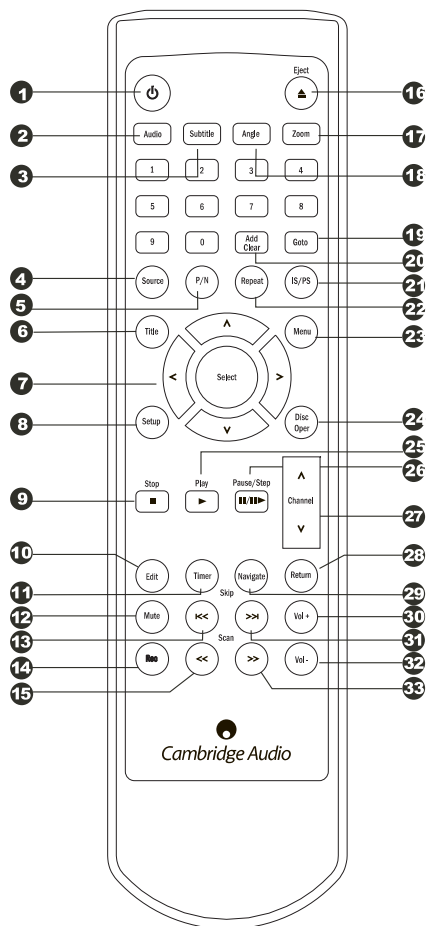 Eject
1 16
2 Audio Subtitle Angle Zoom 17
3 1 2 3 4 18
5 6 7 8
9 0 Add Clear Goto 19
20
4 Source P/N Repeat IS/PS 21
5 22
6 Title ∧ Menu 23
7 < Select >
8 Setup ∨ Disc Oper 24
25
Stop Play Pause/Step 26
9 ∧ Channel ∨ 27
10 28
Edit Timer Navigate Return
11 Skip 29
12 Mute |<< >>| Vol + 30
13 Scan 31
14 Rec << >> Vol - 32
15 33
Cambridge Audio